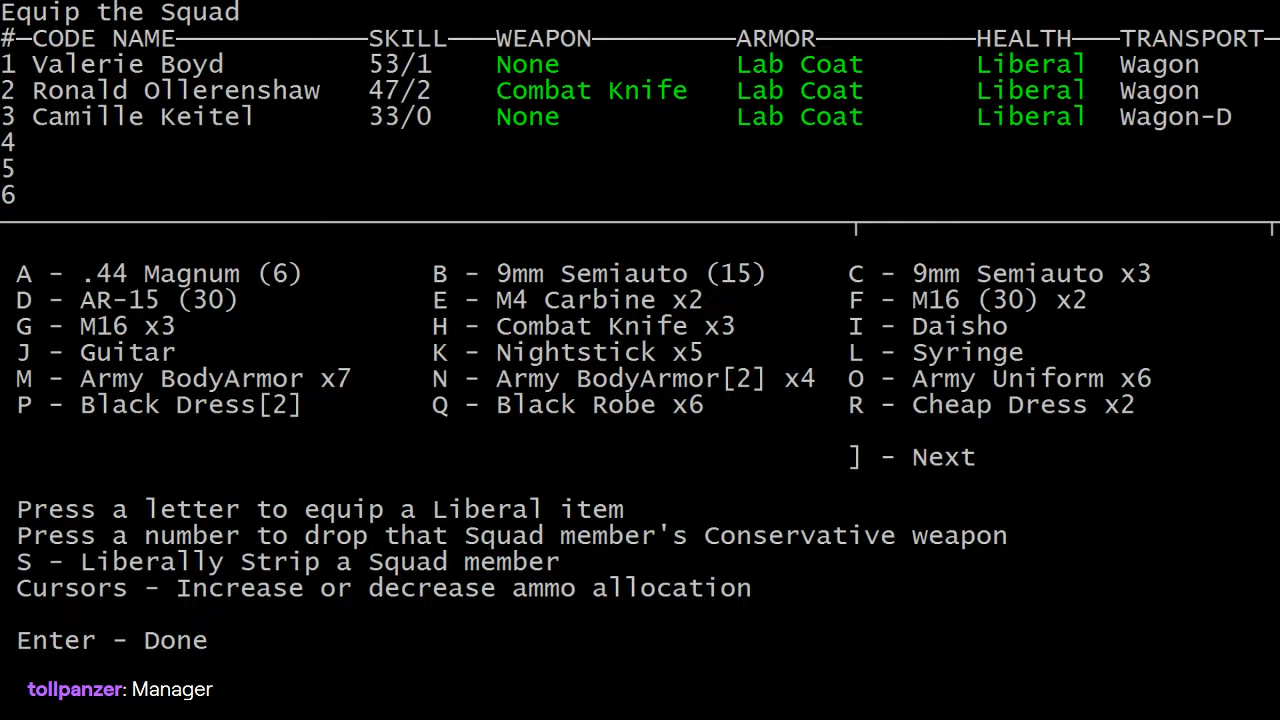 Equip the Squad
#—CODE NAME————————————SKILL———WEAPON—————————ARMOR——————————HEALTH———TRANSPORT—
1 Valerie Boyd 53/1 None Lab Coat Liberal Wagon
2 Ronald Ollerenshaw 47/2 Combat Knife Lab Coat Liberal Wagon
3 Camille Keitel 33/0 None Lab Coat Liberal Wagon-D
4
5
6
A - .44 Magnum (6) B - 9mm Semiauto (15) C - 9mm Semiauto x3
D - AR-15 (30) E - M4 Carbine x2 F - M16 (30) x2
G - M16 x3 H - Combat Knife x3 I - Daisho
J - Guitar K - Nightstick x5 L - Syringe
M - Army BodyArmor x7 N - Army BodyArmor[2] x4 O - Army Uniform x6
P - Black Dress[2] Q - Black Robe x6 R - Cheap Dress x2
] - Next
Press a letter to equip a Liberal item
Press a number to drop that Squad member's Conservative weapon
S - Liberally Strip a Squad member
Cursors - Increase or decrease ammo allocation
Enter - Done
tollpanzer: Manager